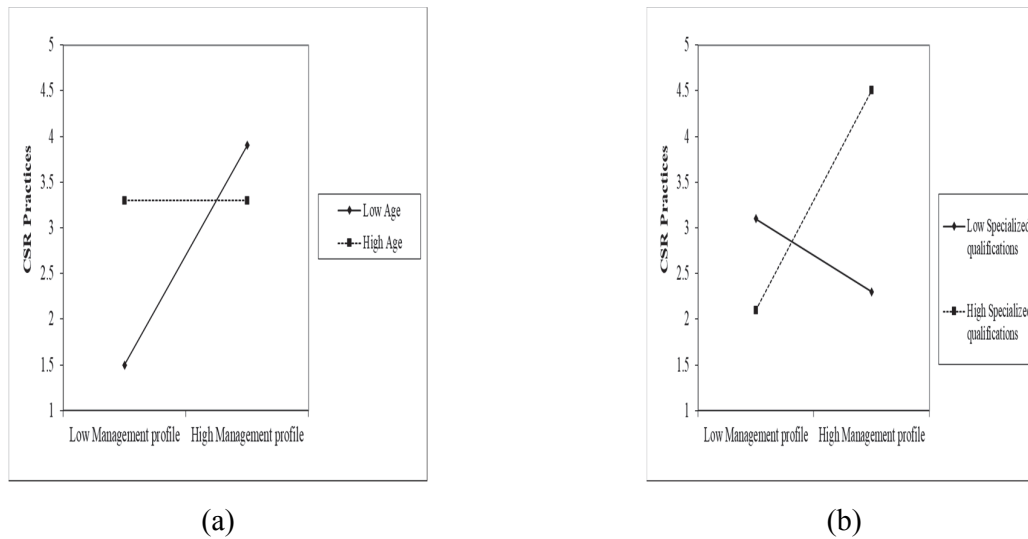 5
4.5
4
3.5
3
2.5
2
1.5
1
CSR Practices
Low Management profile High Management profile
Low Age
High Age
(a)
5
4.5
4
3.5
3
2.5
2
1.5
1
CSR Practices
Low Management profile High Management profile
Low Specialized
qualifications
High Specialized
qualifications
(b)